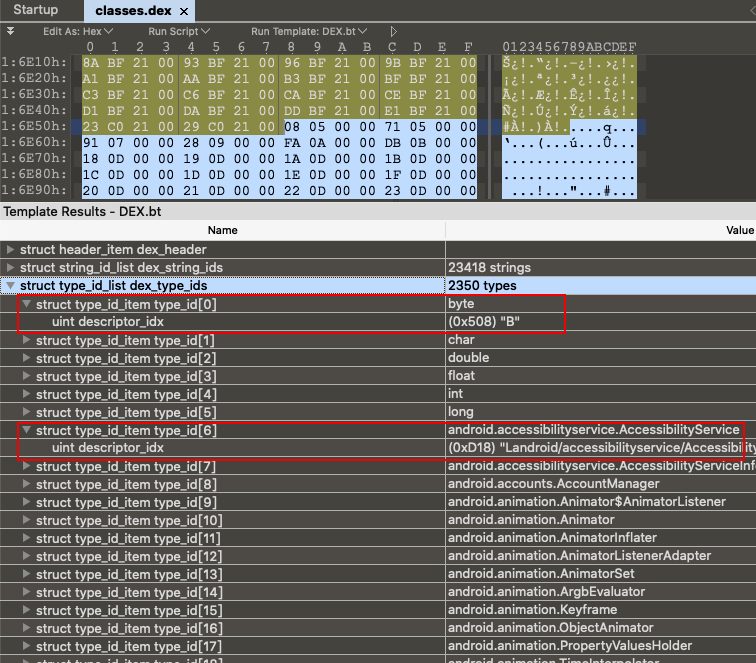 Startup classes.dex ×
Edit As: Hex Run Script Run Template: DEX.bt
0 1 2 3 4 5 6 7 8 9 A B C D E F 0123456789ABCDEF
1:6E10h: 8A BF 21 00 93 BF 21 00 96 BF 21 00 9B BF 21 00 Š¿!.“¿!.–¿!.›¿!.
1:6E20h: A1 BF 21 00 AA BF 21 00 B3 BF 21 00 BF BF 21 00 ¡¿!.ª¿!.³¿!.¿¿!.
1:6E30h: C3 BF 21 00 C6 BF 21 00 CA BF 21 00 CE BF 21 00 Ã¿!.Æ¿!.Ê¿!.Î¿!.
1:6E40h: D1 BF 21 00 DA BF 21 00 DD BF 21 00 E1 BF 21 00 Ñ¿!.Ú¿!.Ý¿!.á¿!.
1:6E50h: 23 C0 21 00 29 C0 21 00 08 05 00 00 71 05 00 00 #À!.)À!.....q...
1:6E60h: 91 07 00 00 28 09 00 00 FA 0A 00 00 DB 0B 00 00 ‘...(...ú...Û...
1:6E70h: 18 0D 00 00 19 0D 00 00 1A 0D 00 00 1B 0D 00 00 ................
1:6E80h: 1C 0D 00 00 1D 0D 00 00 1E 0D 00 00 1F 0D 00 00 ................
1:6E90h: 20 0D 00 00 21 0D 00 00 22 0D 00 00 23 0D 00 00 ...!..."...#...
Template Results - DEX.bt
Name Value
struct header_item dex_header
struct string_id_list dex_string_ids 23418 strings
struct type_id_list dex_type_ids 2350 types
struct type_id_item type_id[0] byte
uint descriptor_idx (0x508) "B"
struct type_id_item type_id[1] char
struct type_id_item type_id[2] double
struct type_id_item type_id[3] float
struct type_id_item type_id[4] int
struct type_id_item type_id[5] long
struct type_id_item type_id[6] android.accessibilityservice.AccessibilityService
uint descriptor_idx (0xD18) "Landroid/accessibilityservice/Accessibility
struct type_id_item type_id[7] android.accessibilityservice.AccessibilityServiceInf
struct type_id_item type_id[8] android.accounts.AccountManager
struct type_id_item type_id[9] android.animation.Animator$AnimatorListener
struct type_id_item type_id[10] android.animation.Animator
struct type_id_item type_id[11] android.animation.AnimatorInflater
struct type_id_item type_id[12] android.animation.AnimatorListenerAdapter
struct type_id_item type_id[13] android.animation.AnimatorSet
struct type_id_item type_id[14] android.animation.ArgbEvaluator
struct type_id_item type_id[15] android.animation.Keyframe
struct type_id_item type_id[16] android.animation.ObjectAnimator
struct type_id_item type_id[17] android.animation.PropertyValuesHolder
struct type_id_item type_id[18] android.animation.TimeInterpolator